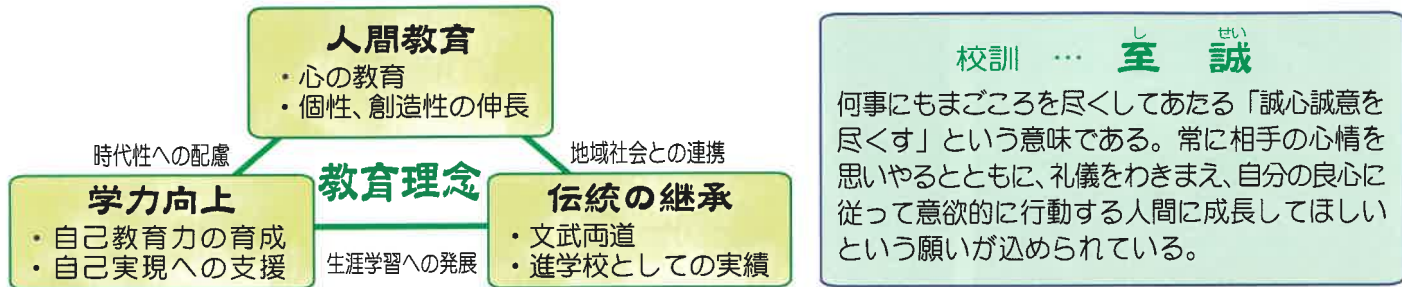 人間教育
・心の教育
・個性、創造性の伸長
時代性への配慮
地域社会との連携
教育理念
学力向上
・自己教育力の育成
・自己実現への支援
生涯学習への発展
伝統の継承
・文武両道
・進学校としての実績
し せい
校訓 … 至 誠
何事にもまごころを尽くしてあたる「誠心誠意を
尽くす」という意味である。常に相手の心情を
思いやるとともに、礼儀をわきまえ、自分の良心に
従って意欲的に行動する人間に成長してほしい
という願いが込められている。